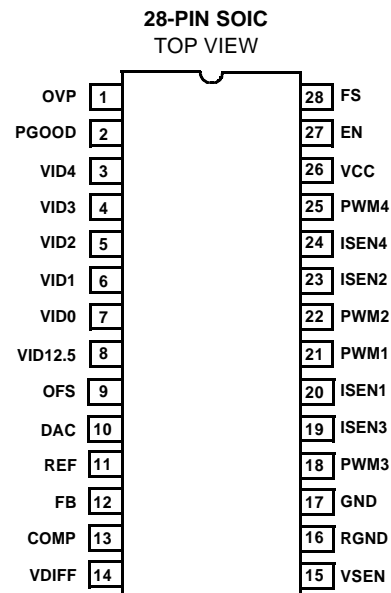 28-PIN SOIC
TOP VIEW
OVP 1 28 FS
PGOOD 2 27 EN
VID4 3 26 VCC
VID3 4 25 PWM4
VID2 5 24 ISEN4
VID1 6 23 ISEN2
VID0 7 22 PWM2
VID12.5 8 21 PWM1
OFS 9 20 ISEN1
DAC 10 19 ISEN3
REF 11 18 PWM3
FB 12 17 GND
COMP 13 16 RGND
VDIFF 14 15 VSEN